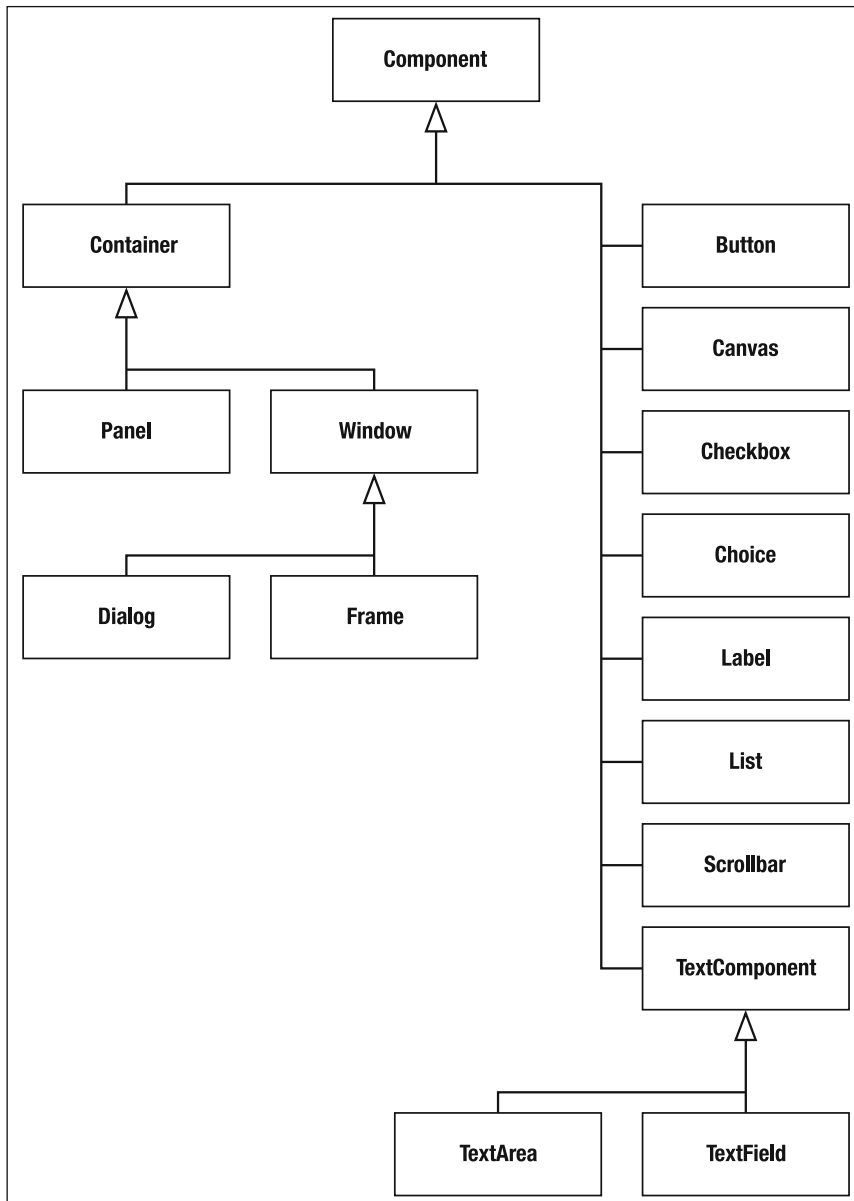 Component
Container
Button
Canvas
Panel
Window
Checkbox
Choice
Dialog
Frame
Label
List
Scrollbar
TextComponent
TextArea
TextField